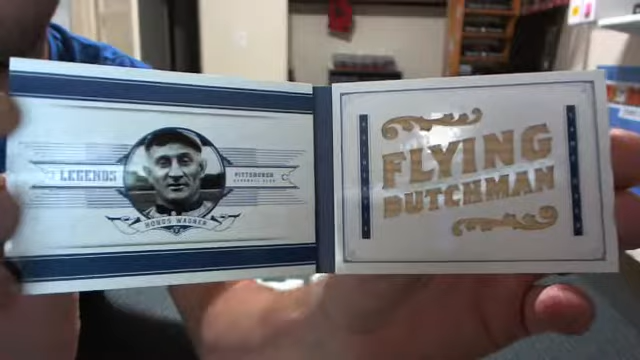 LEGENDS
PITTSBURGH
BASEBALL CLUB
HONUS WAGNER
FLYING
DUTCHMAN